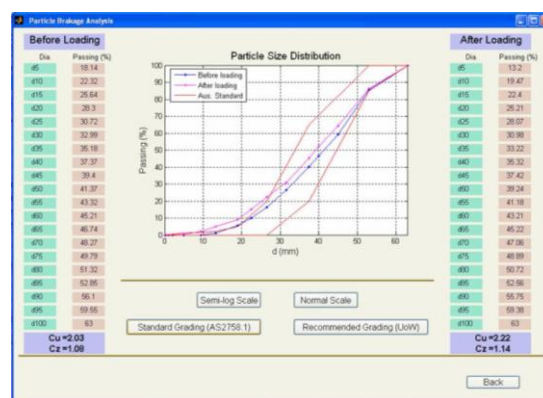 Particle Brakage Analysis
Before Loading
Dia. Passing (%)
d5 18.14
d10 22.32
d15 25.64
d20 28.3
d25 30.72
d30 32.99
d35 35.18
d40 37.37
d45 39.4
d50 41.37
d55 43.32
d60 45.21
d65 46.74
d70 48.27
d75 49.79
d80 51.32
d85 52.85
d90 56.1
d95 59.55
d100 63
Cu =2.03
Cz =1.08
Particle Size Distribution
Before loading
After loading
Aus. Standard
Passing (%)
100
90
80
70
60
50
40
30
20
10
0
0 10 20 30 40 50 60
d (mm)
Semi-log Scale
Normal Scale
Standard Grading (AS2758.1)
Recommended Grading (UoW)
After Loading
Dia. Passing (%)
d5 13.2
d10 19.47
d15 22.4
d20 25.21
d25 28.07
d30 30.98
d35 33.22
d40 35.32
d45 37.42
d50 39.24
d55 41.18
d60 43.21
d65 45.22
d70 47.06
d75 48.89
d80 50.72
d85 52.56
d90 55.75
d95 59.38
d100 63
Cu =2.22
Cz =1.14
Back